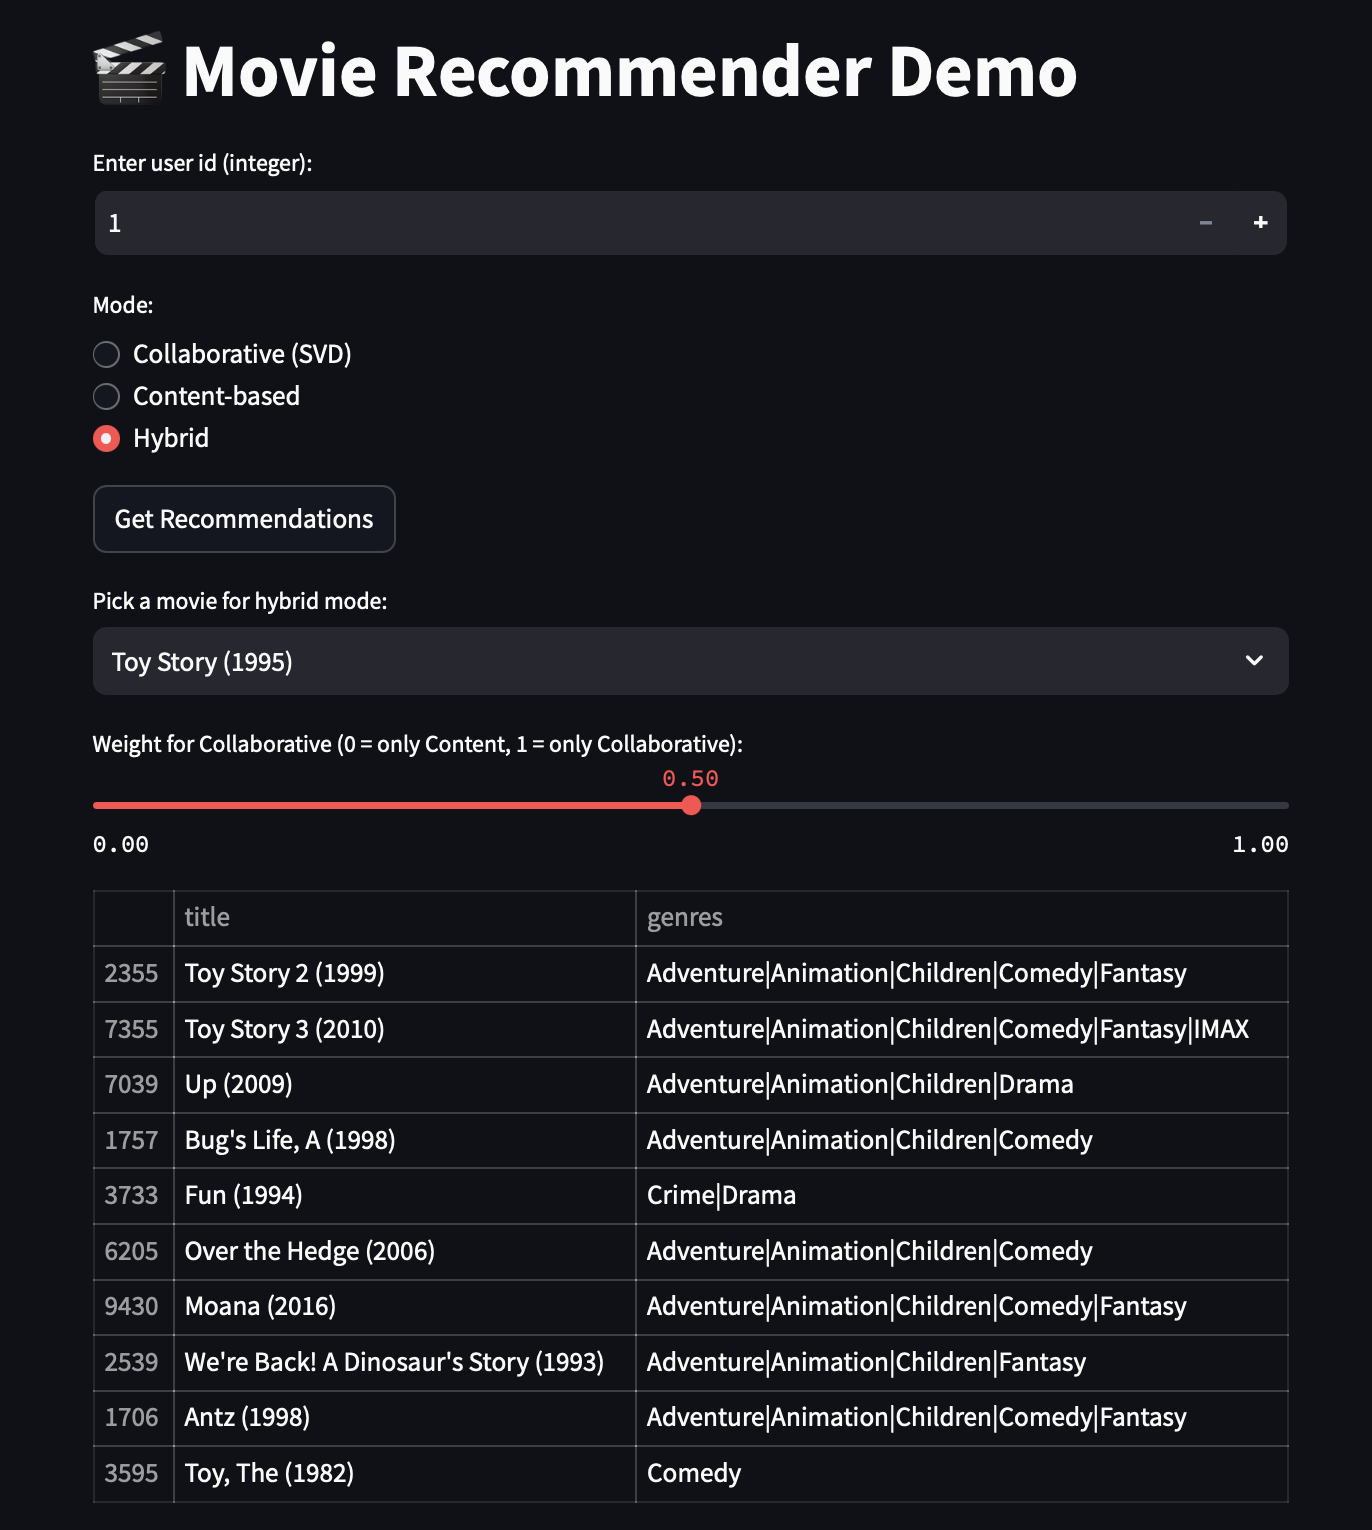 Movie Recommender Demo
Enter user id (integer):
1
Mode:
Collaborative (SVD)
Content-based
Hybrid
Get Recommendations
Pick a movie for hybrid mode:
Toy Story (1995)
Weight for Collaborative (0 = only Content, 1 = only Collaborative):
0.50
0.00 1.00
title genres
2355 Toy Story 2 (1999) Adventure|Animation|Children|Comedy|Fantasy
7355 Toy Story 3 (2010) Adventure|Animation|Children|Comedy|Fantasy|IMAX
7039 Up (2009) Adventure|Animation|Children|Drama
1757 Bug's Life, A (1998) Adventure|Animation|Children|Comedy
3733 Fun (1994) Crime|Drama
6205 Over the Hedge (2006) Adventure|Animation|Children|Comedy
9430 Moana (2016) Adventure|Animation|Children|Comedy|Fantasy
2539 We're Back! A Dinosaur's Story (1993) Adventure|Animation|Children|Fantasy
1706 Antz (1998) Adventure|Animation|Children|Comedy|Fantasy
3595 Toy, The (1982) Comedy